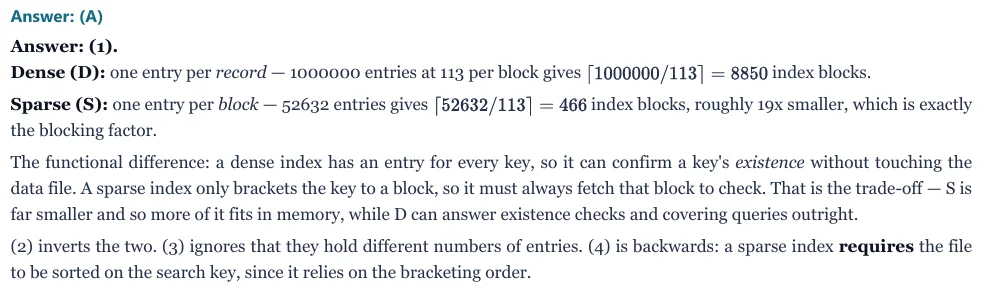 Answer: (A)
Answer: (1).
Dense (D): one entry per record — 1000000 entries at 113 per block gives ⌈1000000/113⌉ = 8850 index blocks.
Sparse (S): one entry per block — 52632 entries gives ⌈52632/113⌉ = 466 index blocks, roughly 19x smaller, which is exactly
the blocking factor.
The functional difference: a dense index has an entry for every key, so it can confirm a key's existence without touching the
data file. A sparse index only brackets the key to a block, so it must always fetch that block to check. That is the trade-off — S is
far smaller and so more of it fits in memory, while D can answer existence checks and covering queries outright.
(2) inverts the two. (3) ignores that they hold different numbers of entries. (4) is backwards: a sparse index requires the file
to be sorted on the search key, since it relies on the bracketing order.